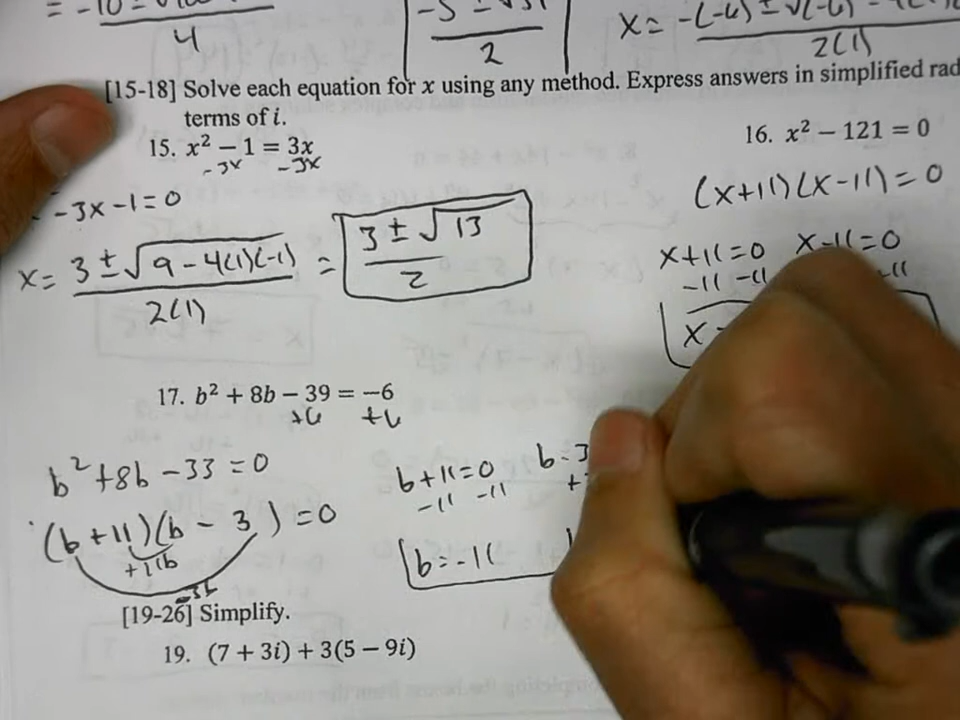 4
2
x = -(-6) ± √(-6)
2(1)
[15-18] Solve each equation for x using any method. Express answers in simplified rad
terms of i.
15. x² − 1 = 3x
-3x -3x
-3x -1 = 0
x = 3 ± √9 - 4(1)(-1) = 3 ± √13
2(1) 2
16. x² − 121 = 0
(x+11)(x-11) = 0
x+11=0 x-11=0
-11 -11
x
17. b² + 8b − 39 = −6
+6 +6
b² +8b -33 = 0
(b +11)(b - 3) = 0
+11b
-3b
b+11=0 b-3
-11 -11
b=-11
[19-26] Simplify.
19. (7 + 3i) + 3(5 − 9i)